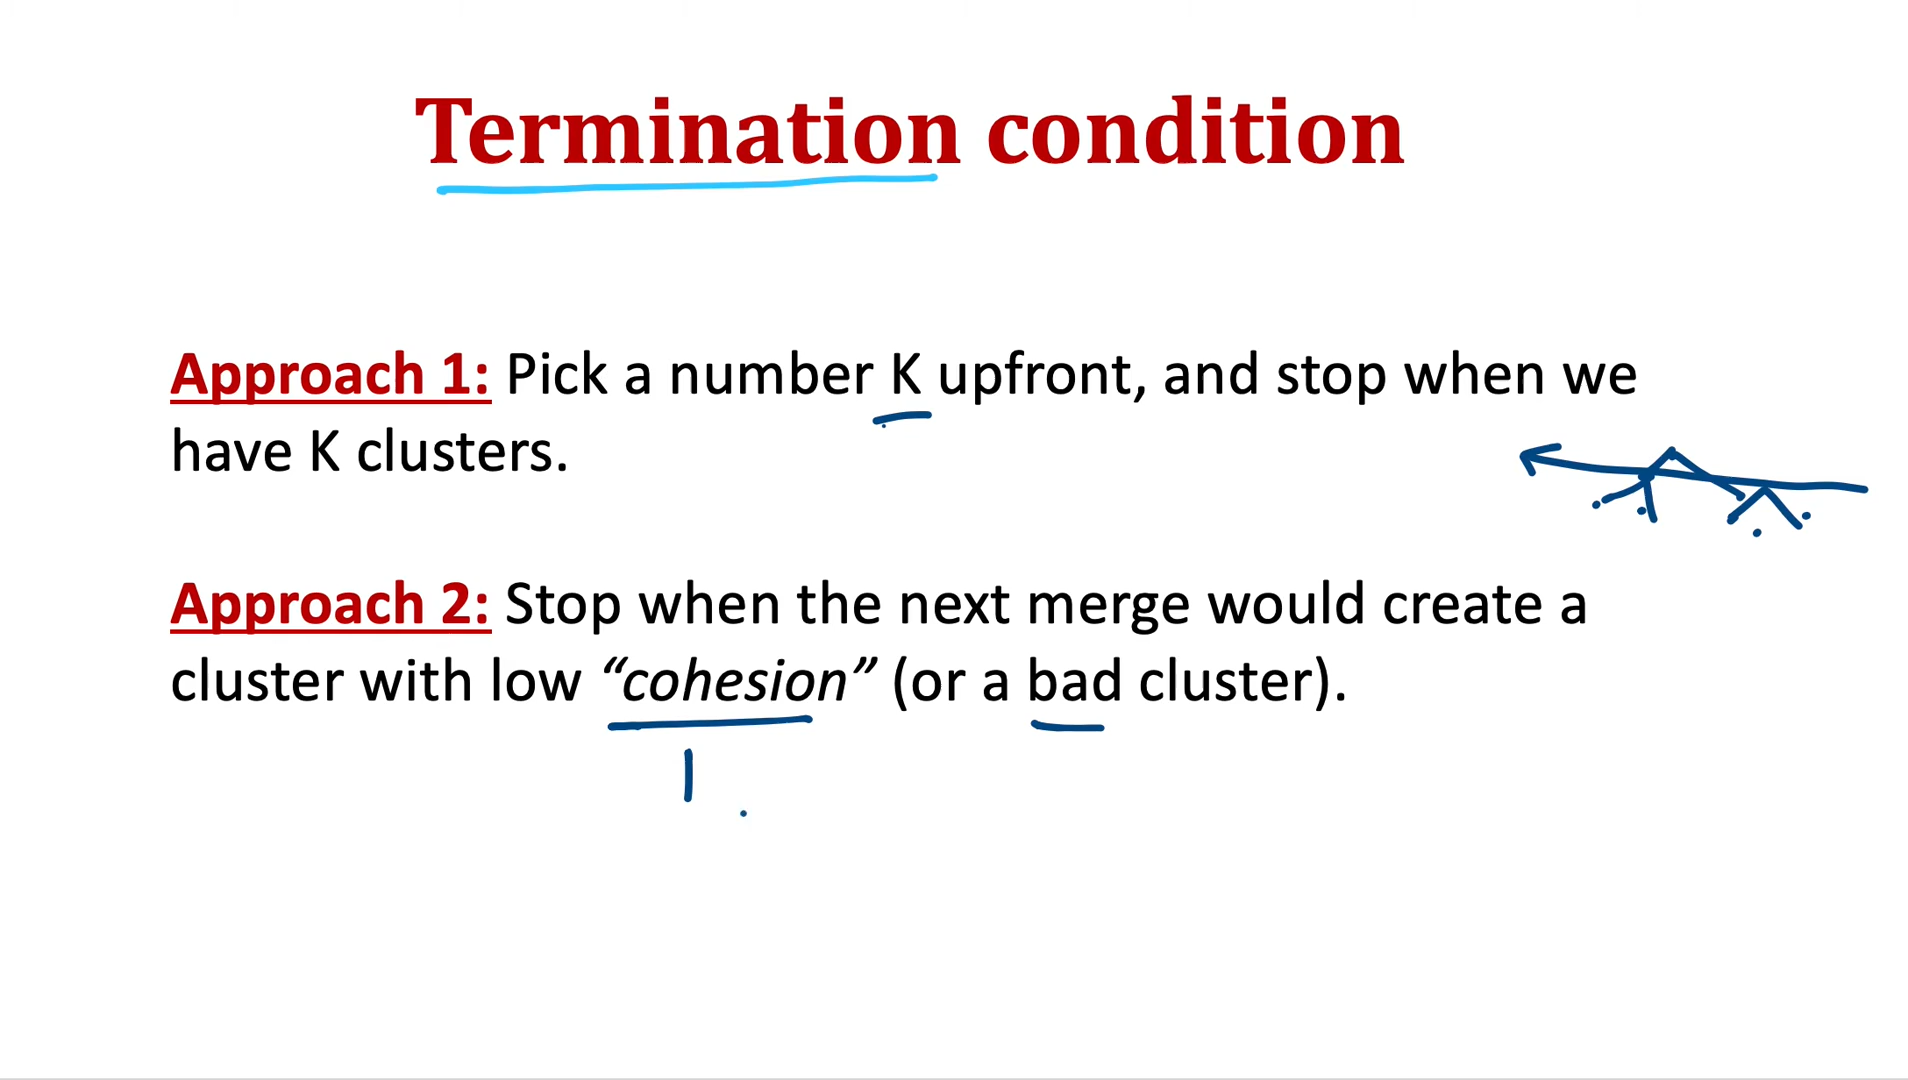 Termination condition
Approach 1: Pick a number K upfront, and stop when we
have K clusters.
Approach 2: Stop when the next merge would create a
cluster with low “cohesion” (or a bad cluster).